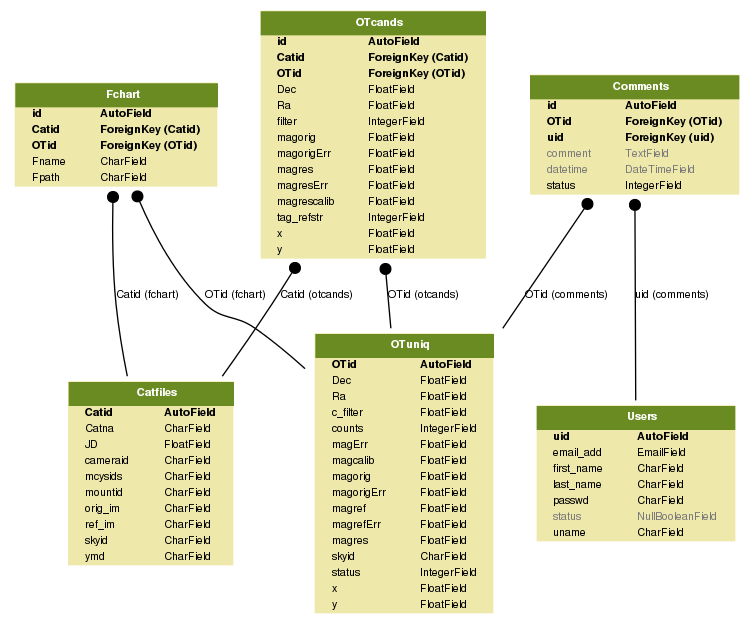 OTcands
id AutoField
Catid ForeignKey (Catid)
OTid ForeignKey (OTid)
Dec FloatField
Ra FloatField
filter IntegerField
magorig FloatField
magorigErr FloatField
magres FloatField
magresErr FloatField
magrescalib FloatField
tag_refstr IntegerField
x FloatField
y FloatField
Fchart
id AutoField
Catid ForeignKey (Catid)
OTid ForeignKey (OTid)
Fname CharField
Fpath CharField
Comments
id AutoField
OTid ForeignKey (OTid)
uid ForeignKey (uid)
comment TextField
datetime DateTimeField
status IntegerField
Catid (fchart)
OTid (fchart)
Catid (otcands)
OTid (otcands)
OTid (comments)
uid (comments)
Catfiles
Catid AutoField
Catna CharField
JD FloatField
cameraid CharField
mcysids CharField
mountid CharField
orig_im CharField
ref_im CharField
skyid CharField
ymd CharField
OTuniq
OTid AutoField
Dec FloatField
Ra FloatField
c_filter FloatField
counts IntegerField
magErr FloatField
magcalib FloatField
magorig FloatField
magorigErr FloatField
magref FloatField
magrefErr FloatField
magres FloatField
skyid CharField
status IntegerField
x FloatField
y FloatField
Users
uid AutoField
email_add EmailField
first_name CharField
last_name CharField
passwd CharField
status NullBooleanField
uname CharField